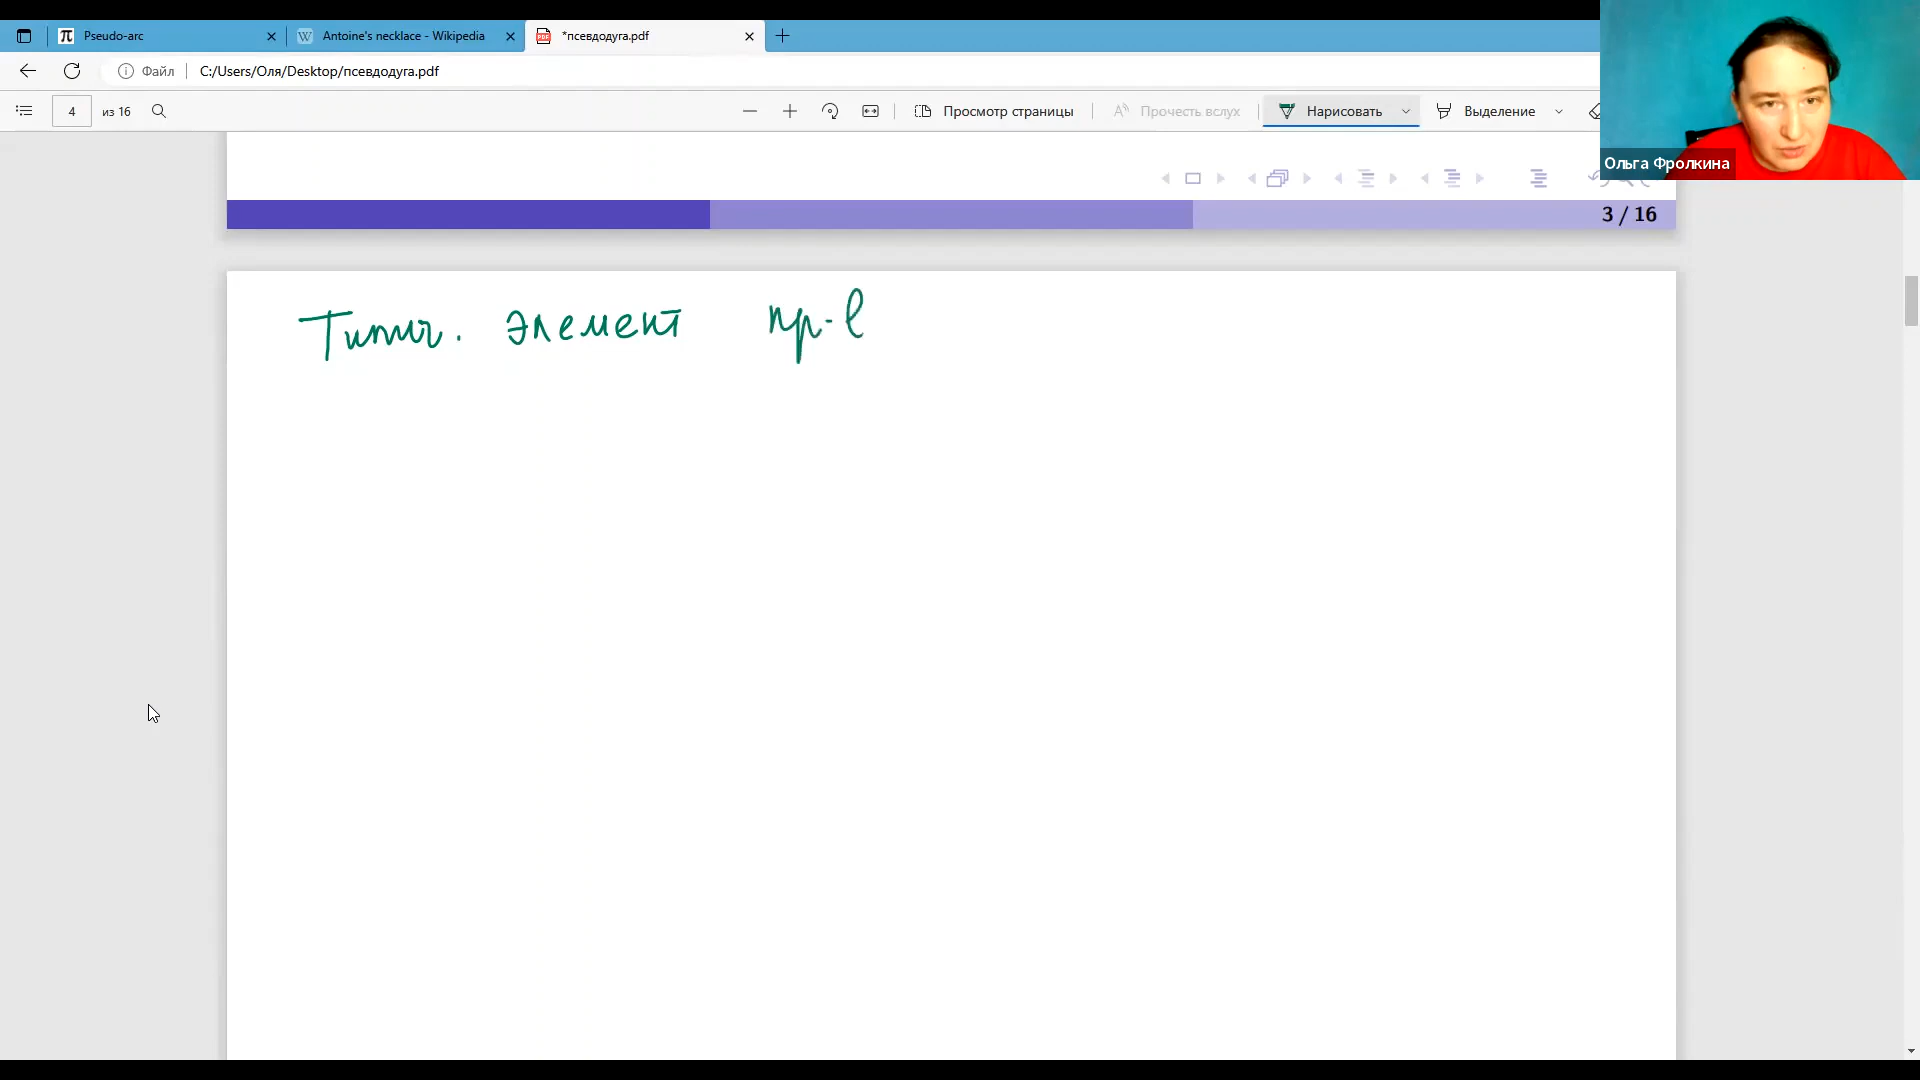 Pseudo-arc
Antoine's necklace - Wikipedia
*псевдодуга.pdf
Файл
C:/Users/Оля/Desktop/псевдодуга.pdf
4
из 16
Просмотр страницы
Прочесть вслух
Нарисовать
Выделение
Ольга Фролкина
3 / 16
Типич. элемент пр-в